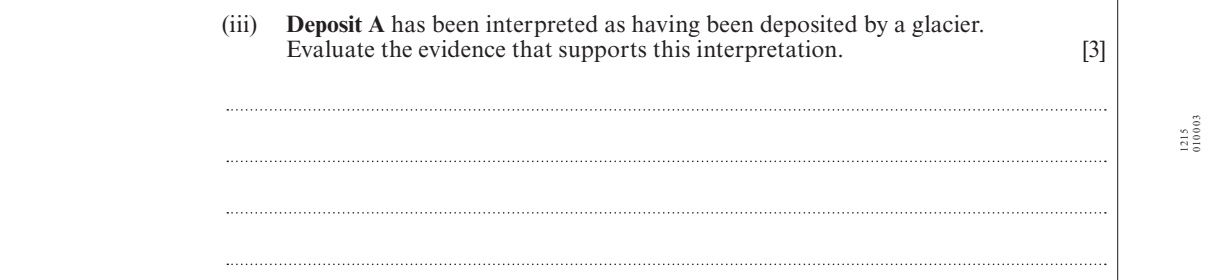 (iii) Deposit A has been interpreted as having been deposited by a glacier.
Evaluate the evidence that supports this interpretation. [3]
1215
010003